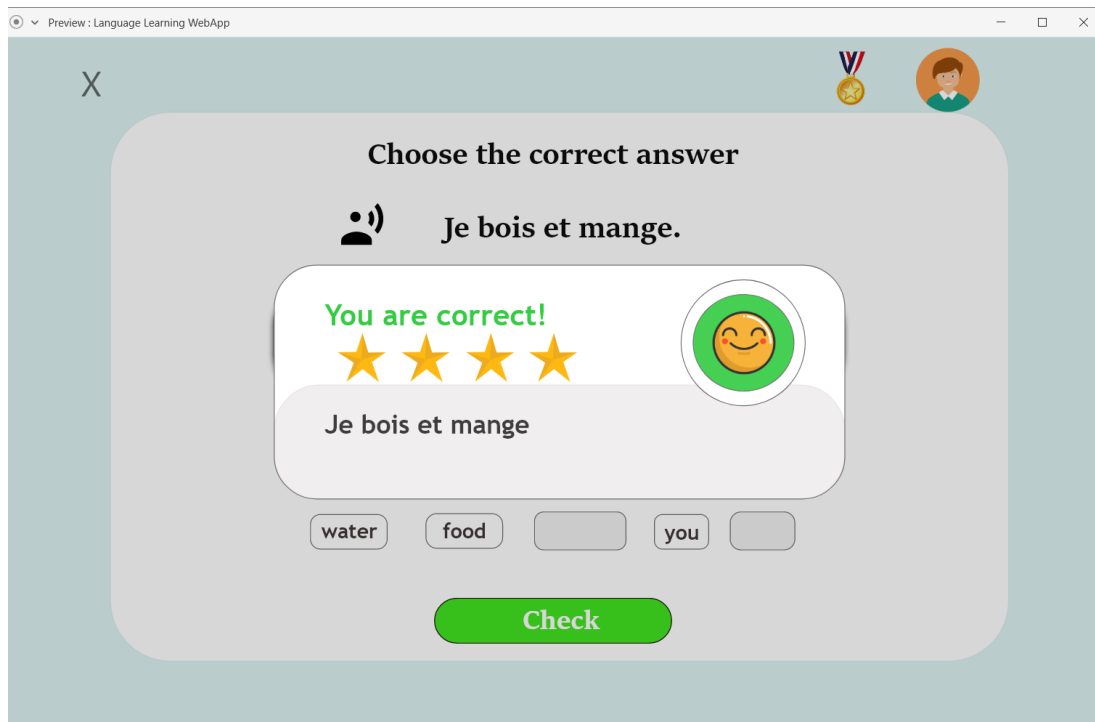 Preview : Language Learning WebApp
X
Choose the correct answer
Je bois et mange.
You are correct!
Je bois et mange
water food you
Check